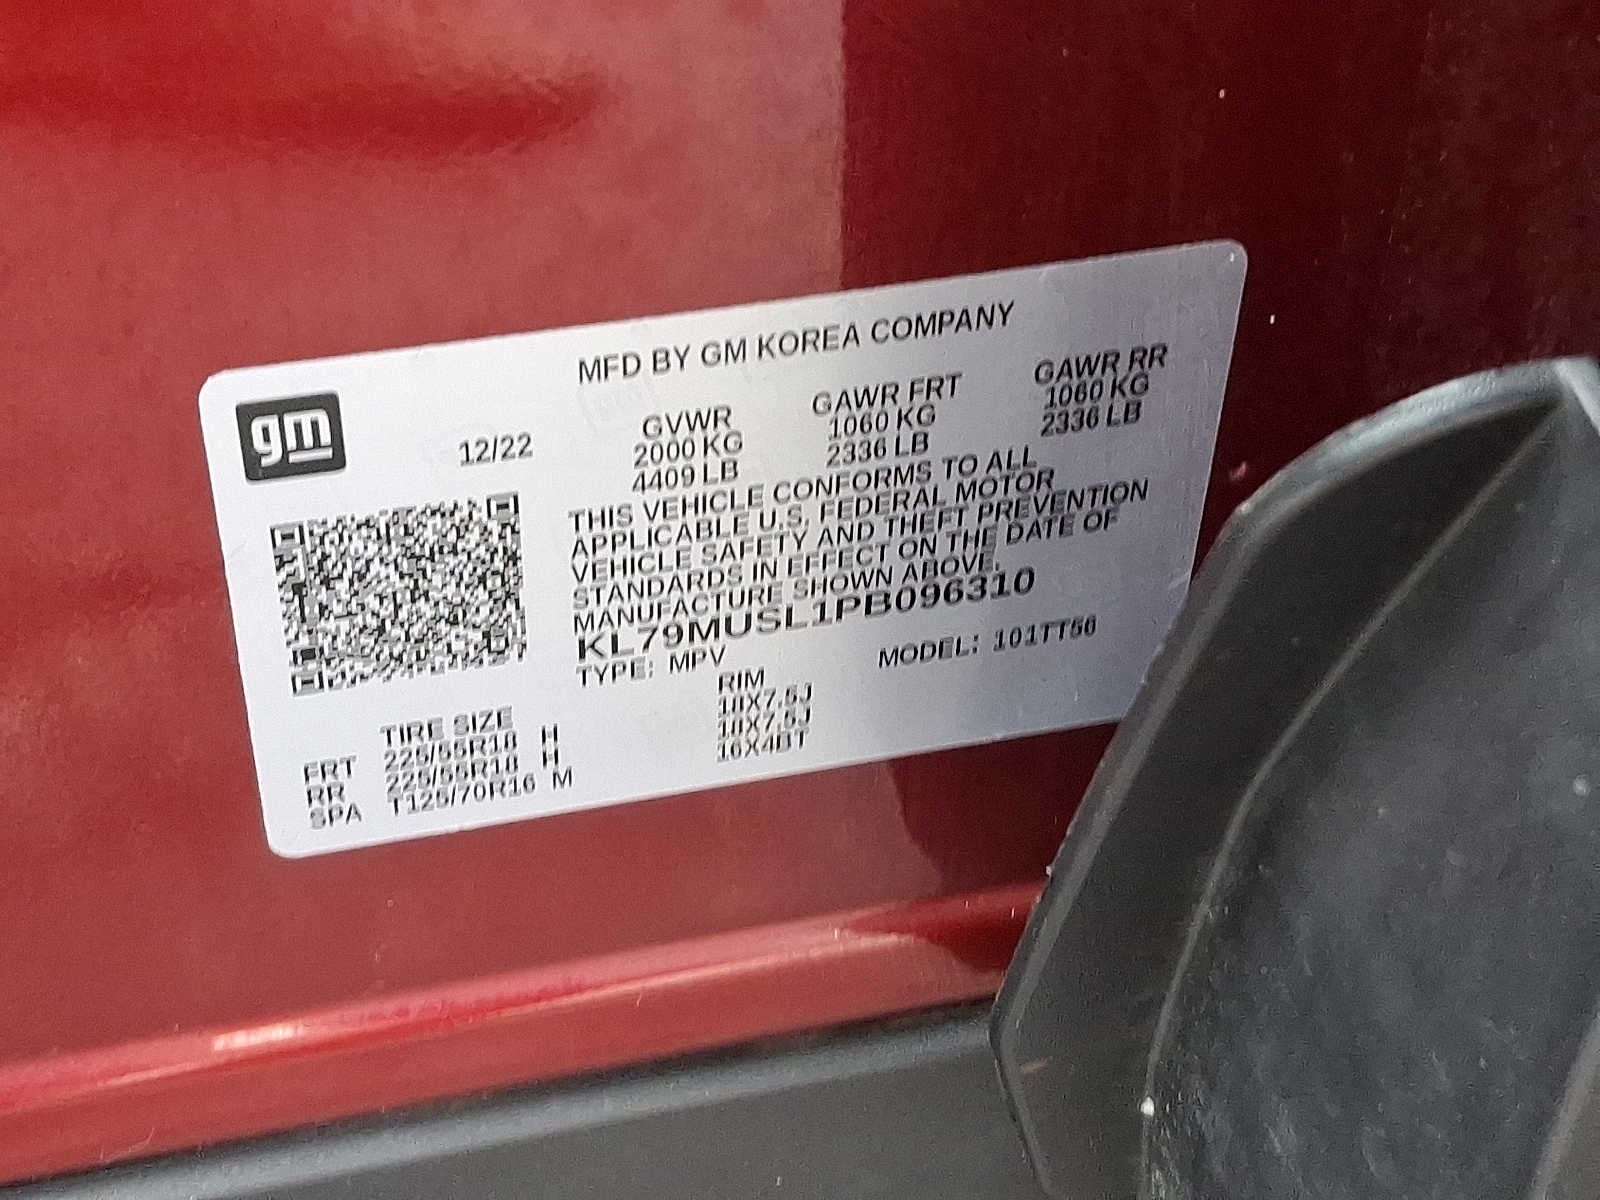 MFD BY GM KOREA COMPANY
gm
12/22
GVWR GAWR FRT GAWR RR
2000 KG 1060 KG 1060 KG
4409 LB 2336 LB 2336 LB
THIS VEHICLE CONFORMS TO ALL
APPLICABLE U.S. FEDERAL MOTOR
VEHICLE SAFETY AND THEFT PREVENTION
STANDARDS IN EFFECT ON THE DATE OF
MANUFACTURE SHOWN ABOVE.
KL79MUSL1PB096310
TYPE: MPV MODEL: 101TT56
TIRE SIZE RIM
FRT 225/55R18 H 18X7.5J
RR 225/55R18 H 18X7.5J
SPA T125/70R16 M 16X4BT